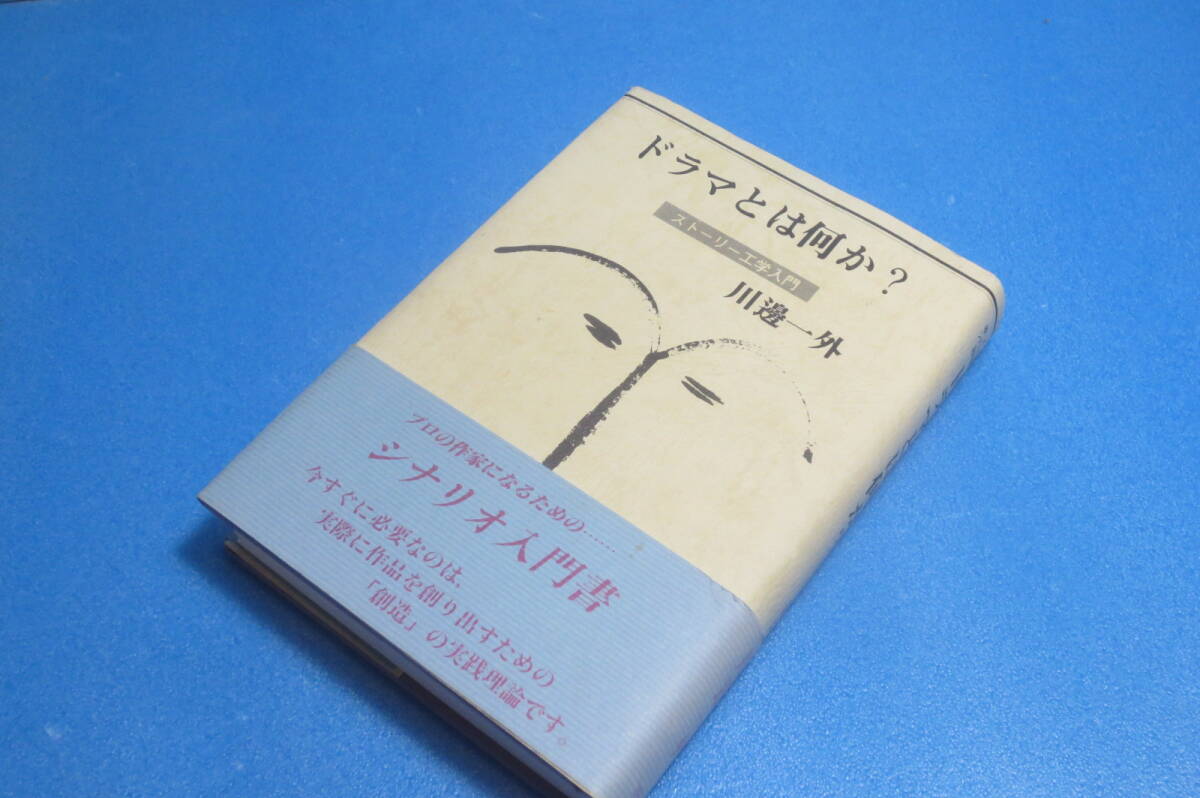 ドラマとは何か?
ストーリー工学入門
川邊一外
プロの作家になるための……
シナリオ入門書
今すぐに必要なのは、
実際に作品を創り出すための
「創造」の実践理論です。